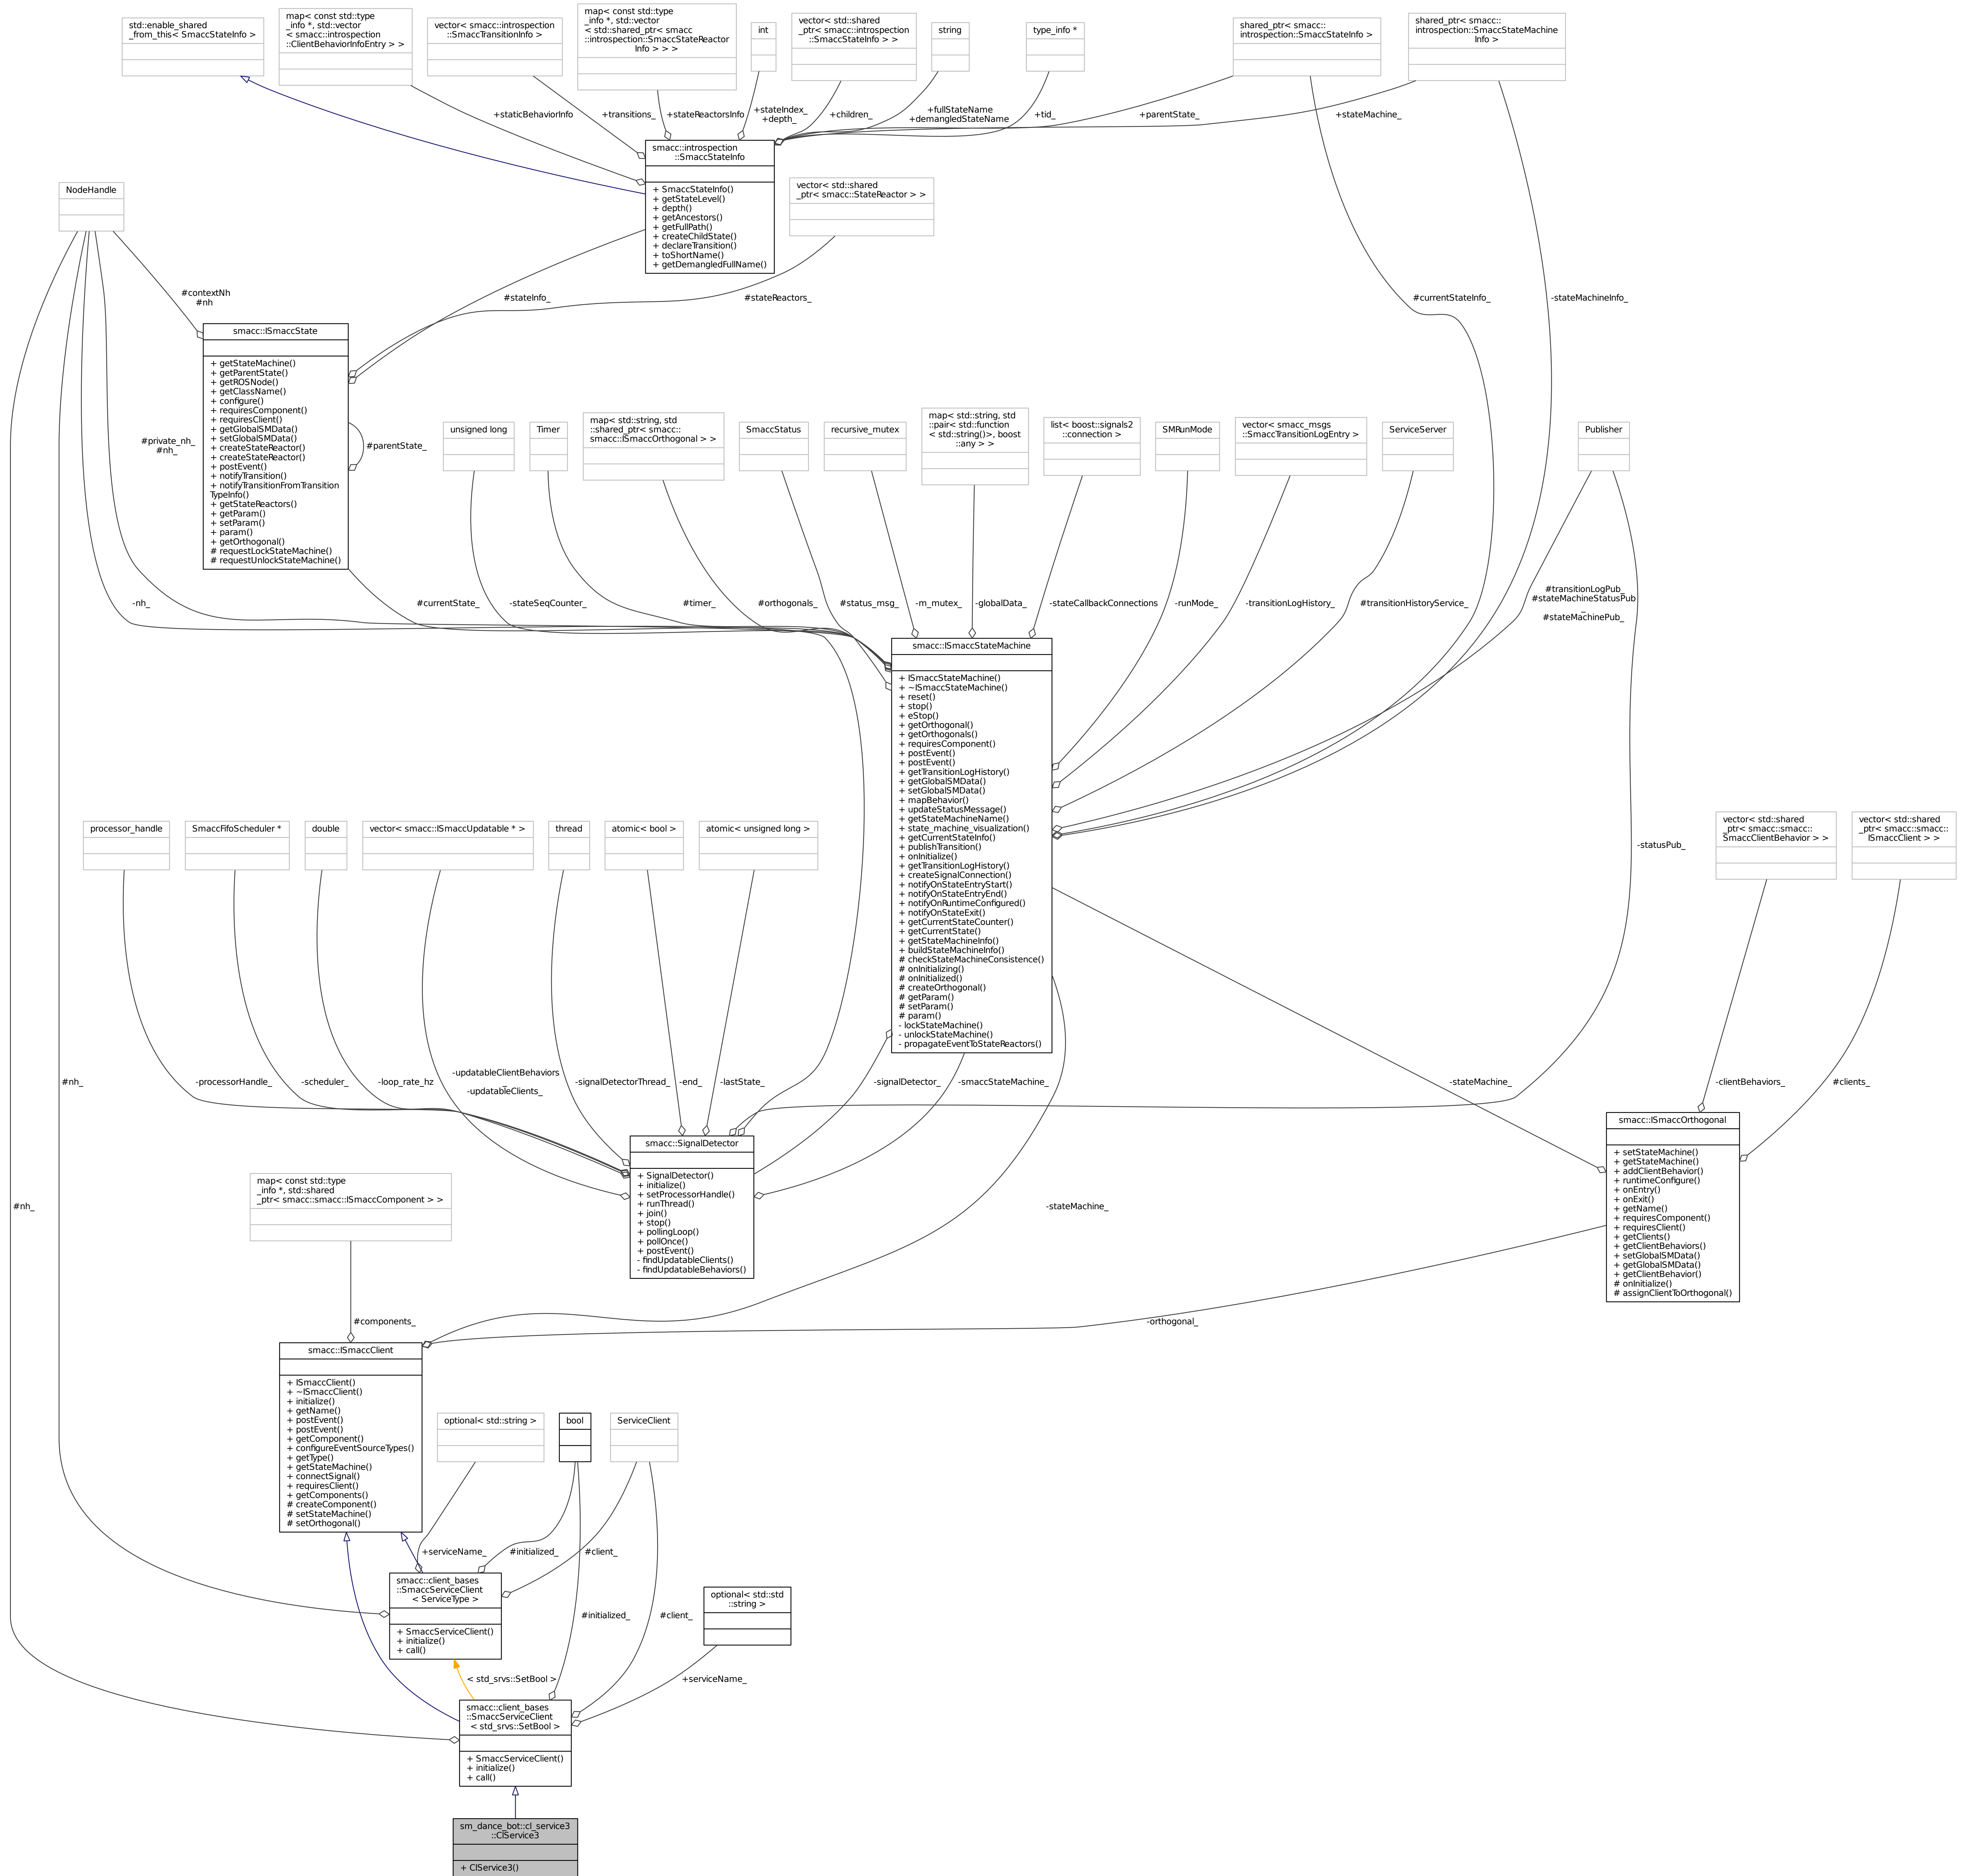 std::enable_shared
_from_this< SmaccStateInfo >
map< const std::type
_info *, std::vector
< smacc::introspection
::ClientBehaviorInfoEntry > >
vector< smacc::introspection
::SmaccTransitionInfo >
map< const std::type
_info *, std::vector
< std::shared_ptr< smacc
::introspection::SmaccStateReactor
Info > > >
int
vector< std::shared
_ptr< smacc::introspection
::SmaccStateInfo > >
string
type_info *
shared_ptr< smacc::
introspection::SmaccStateInfo >
shared_ptr< smacc::
introspection::SmaccStateMachine
Info >
+staticBehaviorInfo
+transitions_
+stateReactorsInfo
+stateIndex_
+depth_
+children_
+fullStateName
+demangledStateName
+tid_
+parentState_
+stateMachine_
smacc::introspection
::SmaccStateInfo
+ SmaccStateInfo()
+ getStateLevel()
+ depth()
+ getAncestors()
+ getFullPath()
+ createChildState()
+ declareTransition()
+ toShortName()
+ getDemangledFullName()
NodeHandle
vector< std::shared
_ptr< smacc::StateReactor > >
#contextNh
#nh
#stateInfo_
#stateReactors_
#currentStateInfo_
-stateMachineInfo_
smacc::ISmaccState
+ getStateMachine()
+ getParentState()
+ getROSNode()
+ getClassName()
+ configure()
+ requiresComponent()
+ requiresClient()
+ getGlobalSMData()
+ setGlobalSMData()
+ createStateReactor()
+ createStateReactor()
+ postEvent()
+ notifyTransition()
+ notifyTransitionFromTransition
TypeInfo()
+ getStateReactors()
+ getParam()
+ setParam()
+ param()
+ getOrthogonal()
# requestLockStateMachine()
# requestUnlockStateMachine()
#private_nh_
#nh_
#parentState_
unsigned long
Timer
map< std::string, std
::shared_ptr< smacc::
smacc::ISmaccOrthogonal > >
SmaccStatus
recursive_mutex
map< std::string, std
::pair< std::function
< std::string()>, boost
::any > >
list< boost::signals2
::connection >
SMRunMode
vector< smacc_msgs
::SmaccTransitionLogEntry >
ServiceServer
Publisher
-nh_
#currentState_
-stateSeqCounter_
#timer_
#orthogonals_
#status_msg_
-m_mutex_
-globalData_
-stateCallbackConnections
-runMode_
-transitionLogHistory_
#transitionHistoryService_
#transitionLogPub_
#stateMachineStatusPub
_
#stateMachinePub_
smacc::ISmaccStateMachine
+ ISmaccStateMachine()
+ ~ISmaccStateMachine()
+ reset()
+ stop()
+ eStop()
+ getOrthogonal()
+ getOrthogonals()
+ requiresComponent()
+ postEvent()
+ postEvent()
+ getTransitionLogHistory()
+ getGlobalSMData()
+ setGlobalSMData()
+ mapBehavior()
+ updateStatusMessage()
+ getStateMachineName()
+ state_machine_visualization()
+ getCurrentStateInfo()
+ publishTransition()
+ onInitialize()
+ getTransitionLogHistory()
+ createSignalConnection()
+ notifyOnStateEntryStart()
+ notifyOnStateEntryEnd()
+ notifyOnRuntimeConfigured()
+ notifyOnStateExit()
+ getCurrentStateCounter()
+ getCurrentState()
+ getStateMachineInfo()
+ buildStateMachineInfo()
# checkStateMachineConsistence()
# onInitializing()
# onInitialized()
# createOrthogonal()
# getParam()
# setParam()
# param()
- lockStateMachine()
- unlockStateMachine()
- propagateEventToStateReactors()
processor_handle
SmaccFifoScheduler *
double
vector< smacc::ISmaccUpdatable * >
thread
atomic< bool >
atomic< unsigned long >
-statusPub_
vector< std::shared
_ptr< smacc::smacc::
SmaccClientBehavior > >
vector< std::shared
_ptr< smacc::smacc::
ISmaccClient > >
#nh_
-processorHandle_
-scheduler_
-loop_rate_hz
-updatableClientBehaviors
_
-updatableClients_
-signalDetectorThread_
-end_
-lastState_
-signalDetector_
-smaccStateMachine_
-stateMachine_
-clientBehaviors_
#clients_
smacc::SignalDetector
+ SignalDetector()
+ initialize()
+ setProcessorHandle()
+ runThread()
+ join()
+ stop()
+ pollingLoop()
+ pollOnce()
+ postEvent()
- findUpdatableClients()
- findUpdatableBehaviors()
smacc::ISmaccOrthogonal
+ setStateMachine()
+ getStateMachine()
+ addClientBehavior()
+ runtimeConfigure()
+ onEntry()
+ onExit()
+ getName()
+ requiresComponent()
+ requiresClient()
+ getClients()
+ getClientBehaviors()
+ setGlobalSMData()
+ getGlobalSMData()
+ getClientBehavior()
# onInitialize()
# assignClientToOrthogonal()
map< const std::type
_info *, std::shared
_ptr< smacc::smacc::ISmaccComponent > >
#nh_
-stateMachine_
#components_
-orthogonal_
smacc::ISmaccClient
+ ISmaccClient()
+ ~ISmaccClient()
+ initialize()
+ getName()
+ postEvent()
+ postEvent()
+ getComponent()
+ configureEventSourceTypes()
+ getType()
+ getStateMachine()
+ connectSignal()
+ requiresClient()
+ getComponents()
# createComponent()
# setStateMachine()
# setOrthogonal()
optional< std::string >
bool
ServiceClient
+serviceName_
#initialized_
#client_
smacc::client_bases
::SmaccServiceClient
< ServiceType >
+ SmaccServiceClient()
+ initialize()
+ call()
optional< std::std
::string >
#initialized_
#client_
< std_srvs::SetBool >
+serviceName_
smacc::client_bases
::SmaccServiceClient
< std_srvs::SetBool >
+ SmaccServiceClient()
+ initialize()
+ call()
sm_dance_bot::cl_service3
::ClService3
+ ClService3()